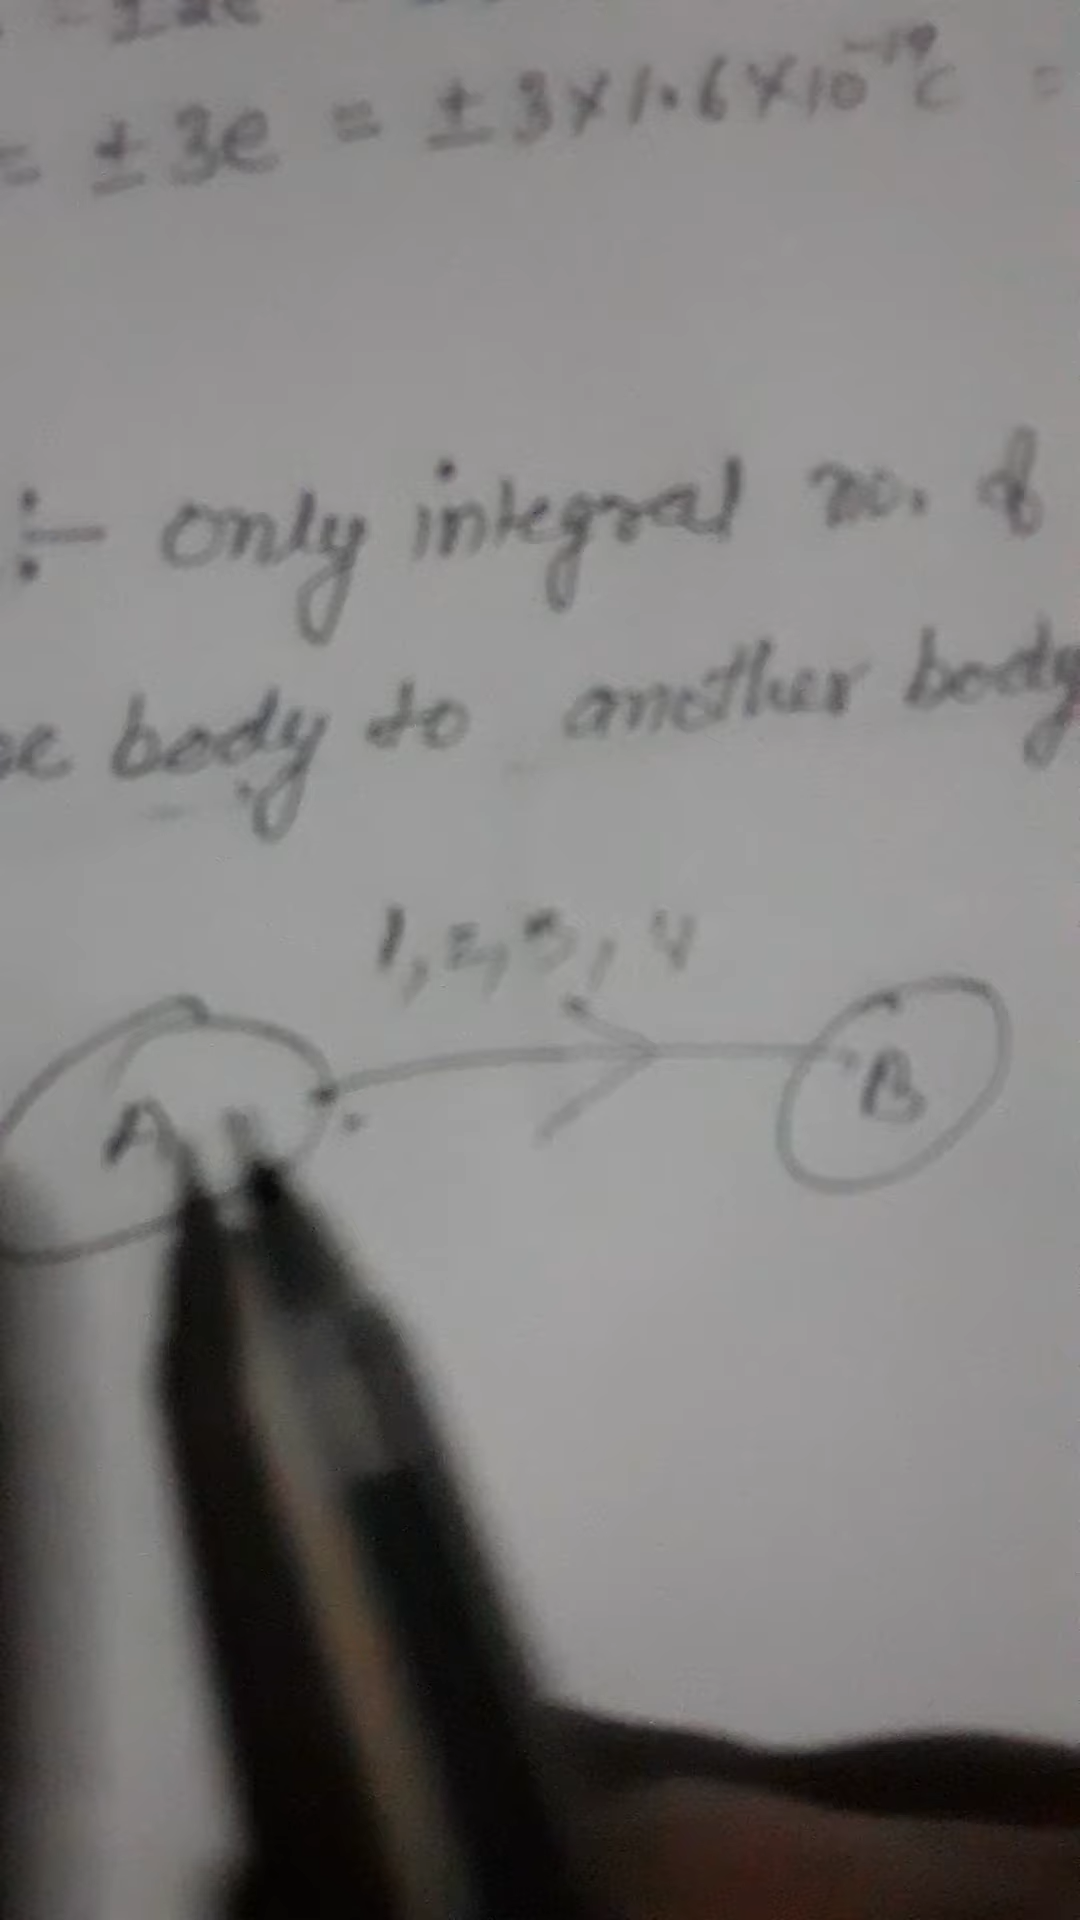 = ±3e = ±3×1.6×10⁻¹⁹C =
:- only integral no. of
body to another body
1, 2, 3, 4
A
B